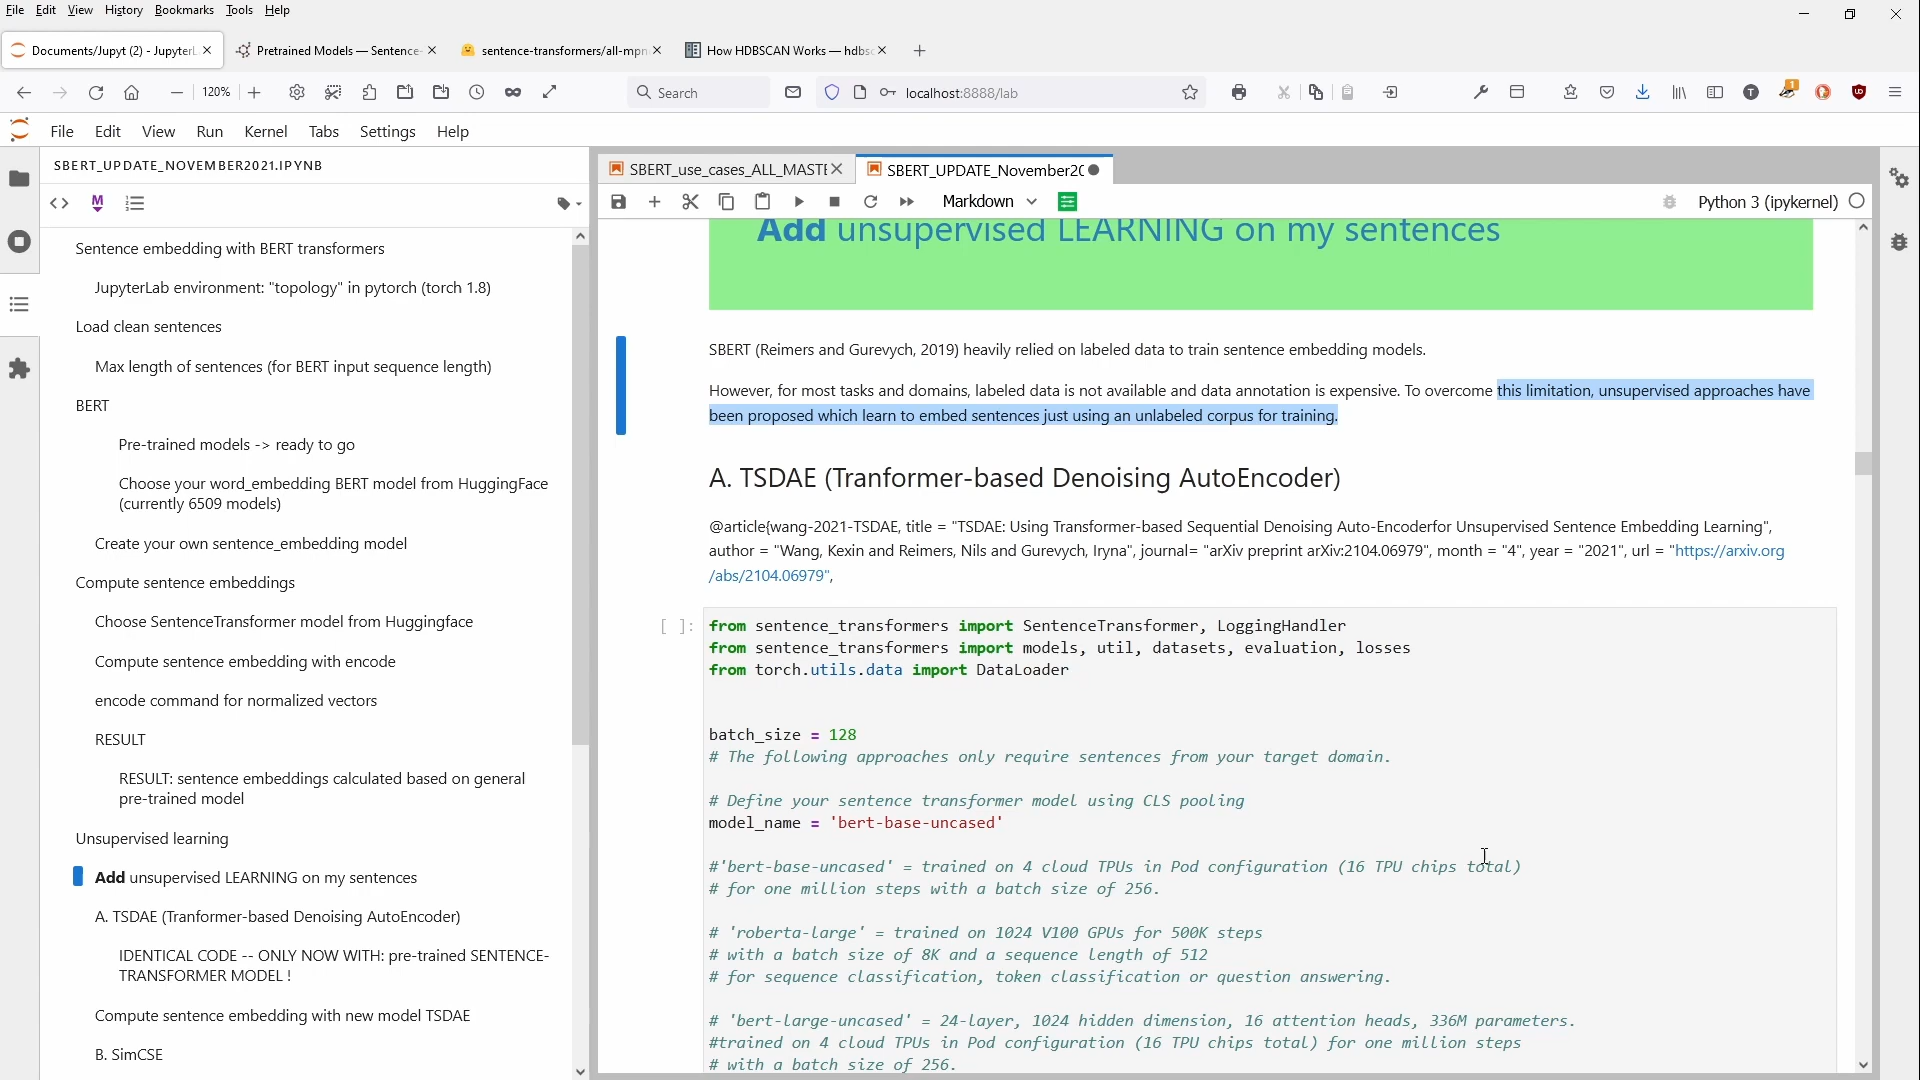 File Edit View History Bookmarks Tools Help
Documents/Jupyt (2) - JupyterL
Pretrained Models — Sentence-
sentence-transformers/all-mpn
How HDBSCAN Works — hdbsc
120%
Search
localhost:8888/lab
File Edit View Run Kernel Tabs Settings Help
SBERT_UPDATE_NOVEMBER2021.IPYNB
Sentence embedding with BERT transformers
JupyterLab environment: "topology" in pytorch (torch 1.8)
Load clean sentences
Max length of sentences (for BERT input sequence length)
BERT
Pre-trained models -> ready to go
Choose your word_embedding BERT model from HuggingFace
(currently 6509 models)
Create your own sentence_embedding model
Compute sentence embeddings
Choose SentenceTransformer model from Huggingface
Compute sentence embedding with encode
encode command for normalized vectors
RESULT
RESULT: sentence embeddings calculated based on general
pre-trained model
Unsupervised learning
Add unsupervised LEARNING on my sentences
A. TSDAE (Tranformer-based Denoising AutoEncoder)
IDENTICAL CODE -- ONLY NOW WITH: pre-trained SENTENCE-
TRANSFORMER MODEL !
Compute sentence embedding with new model TSDAE
B. SimCSE
SBERT_use_cases_ALL_MASTE
SBERT_UPDATE_November20
Markdown
Python 3 (ipykernel)
Add unsupervised LEARNING on my sentences
SBERT (Reimers and Gurevych, 2019) heavily relied on labeled data to train sentence embedding models.
However, for most tasks and domains, labeled data is not available and data annotation is expensive. To overcome this limitation, unsupervised approaches have
been proposed which learn to embed sentences just using an unlabeled corpus for training.
A. TSDAE (Tranformer-based Denoising AutoEncoder)
@article{wang-2021-TSDAE, title = "TSDAE: Using Transformer-based Sequential Denoising Auto-Encoderfor Unsupervised Sentence Embedding Learning",
author = "Wang, Kexin and Reimers, Nils and Gurevych, Iryna", journal= "arXiv preprint arXiv:2104.06979", month = "4", year = "2021", url = "https://arxiv.org
/abs/2104.06979",
[ ]:
from sentence_transformers import SentenceTransformer, LoggingHandler
from sentence_transformers import models, util, datasets, evaluation, losses
from torch.utils.data import DataLoader
batch_size = 128
# The following approaches only require sentences from your target domain.
# Define your sentence transformer model using CLS pooling
model_name = 'bert-base-uncased'
#'bert-base-uncased' = trained on 4 cloud TPUs in Pod configuration (16 TPU chips total)
# for one million steps with a batch size of 256.
# 'roberta-large' = trained on 1024 V100 GPUs for 500K steps
# with a batch size of 8K and a sequence length of 512
# for sequence classification, token classification or question answering.
# 'bert-large-uncased' = 24-layer, 1024 hidden dimension, 16 attention heads, 336M parameters.
#trained on 4 cloud TPUs in Pod configuration (16 TPU chips total) for one million steps
# with a batch size of 256.